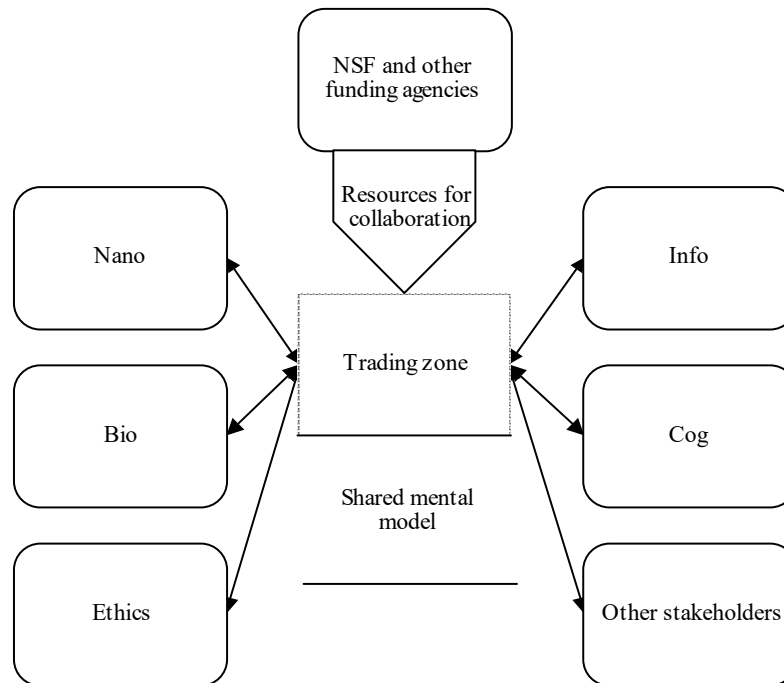 NSF and other
funding agencies
Resources for
collaboration
Nano
Info
Trading zone
Bio
Cog
Shared mental
model
Ethics
Other stakeholders